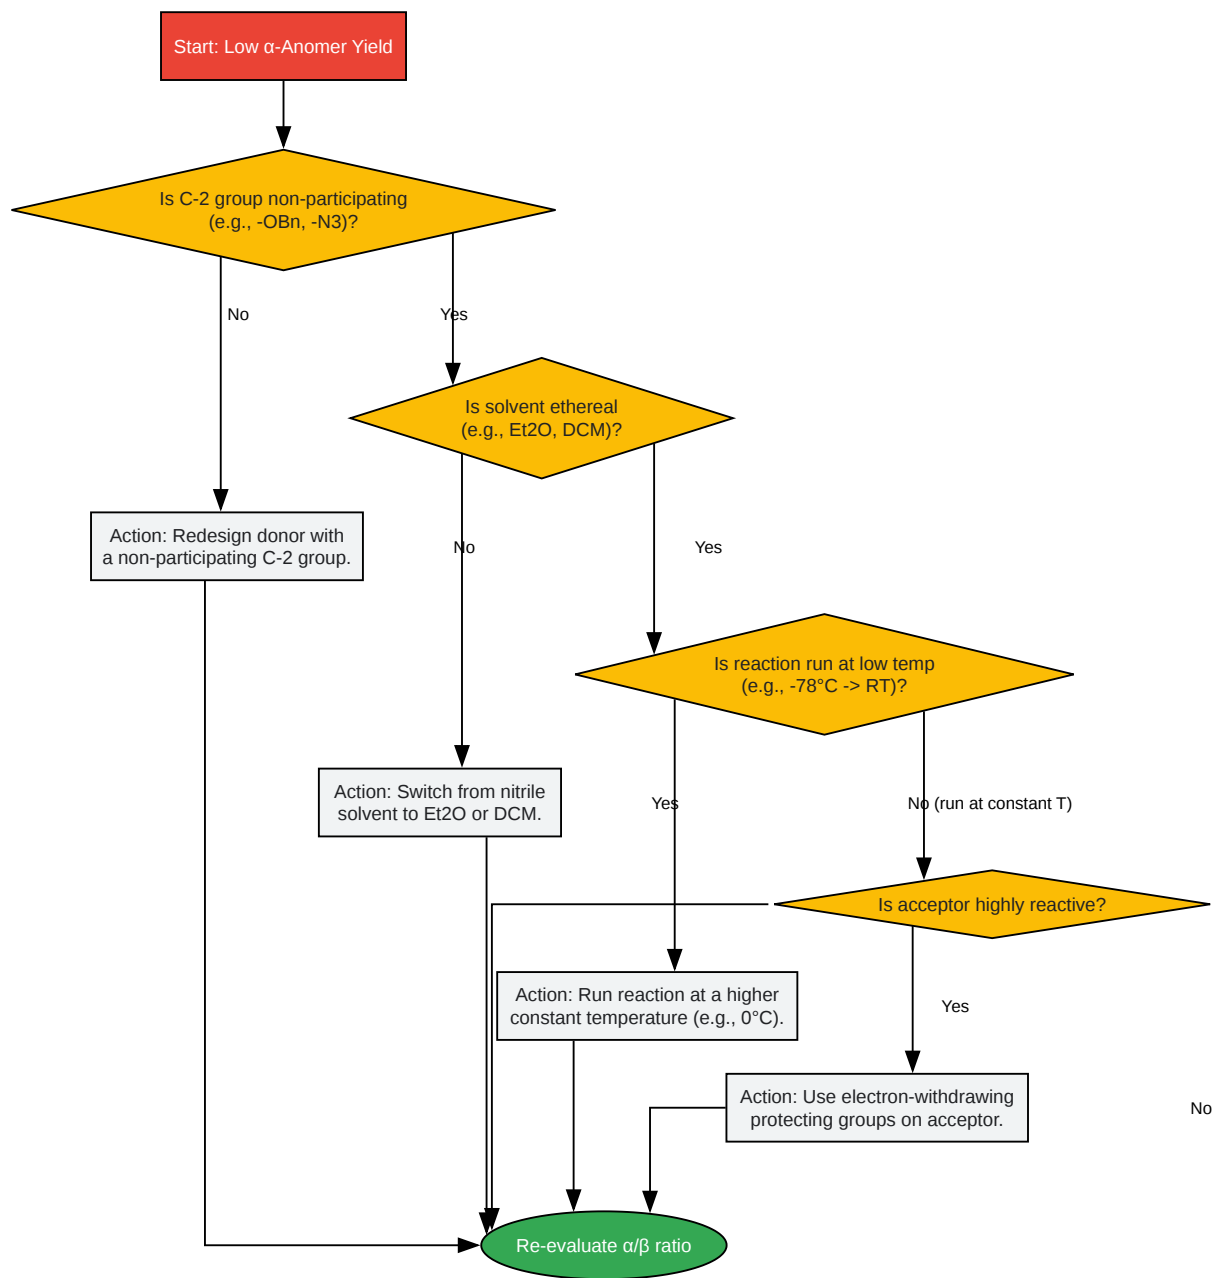 Start: Low α-Anomer Yield
Is C-2 group non-participating
(e.g., -OBn, -N3)?
No
Yes
Is solvent ethereal
(e.g., Et2O, DCM)?
Action: Redesign donor with
a non-participating C-2 group.
No
Yes
Is reaction run at low temp
(e.g., -78°C -> RT)?
Action: Switch from nitrile
solvent to Et2O or DCM.
Yes
No (run at constant T)
Is acceptor highly reactive?
Action: Run reaction at a higher
constant temperature (e.g., 0°C).
Yes
Action: Use electron-withdrawing
protecting groups on acceptor.
No
Re-evaluate α/β ratio